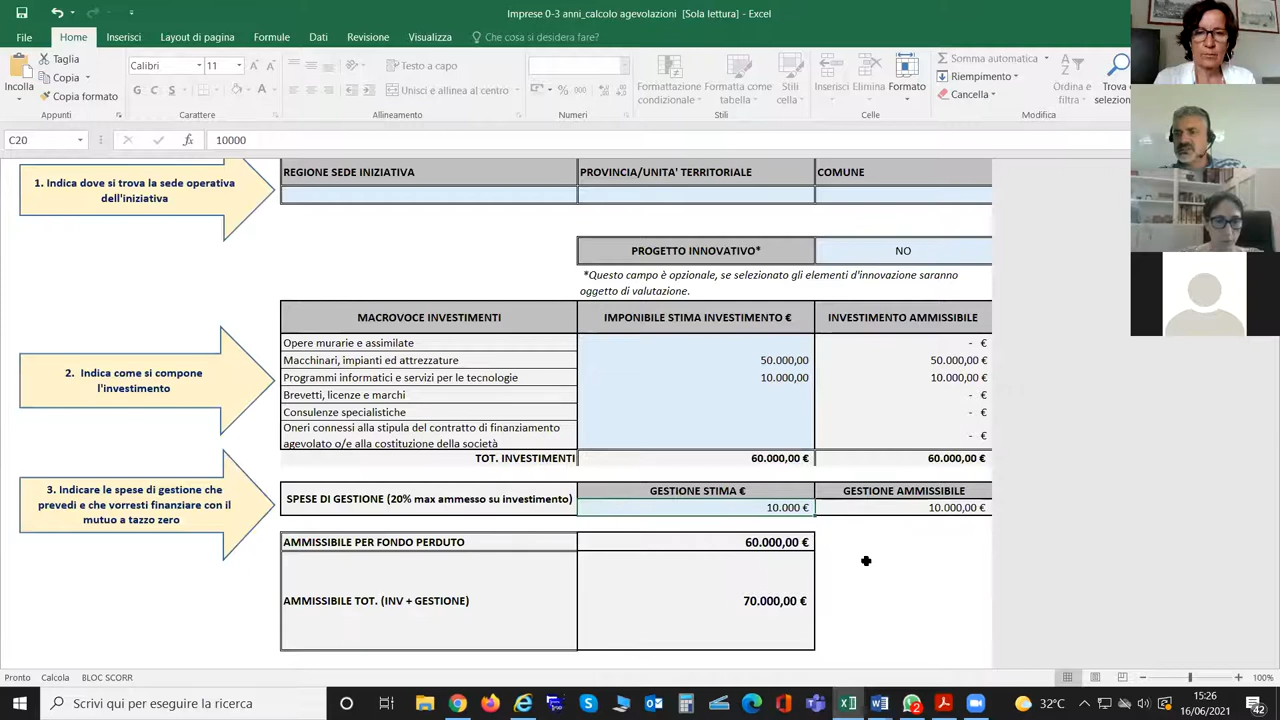 Imprese 0-3 anni_calcolo agevolazioni [Sola lettura] - Excel
File Home Inserisci Layout di pagina Formule Dati Revisione Visualizza Che cosa si desidera fare?
Incolla
Taglia
Copia
Copia formato
Calibri 11
G C S
Testo a capo
Unisci e allinea al centro
Formattazione condizionale
Formatta come tabella
Stili cella
Inserisci Elimina Formato
Somma automatica
Riempimento
Cancella
Ordina e filtra
Trova e selezion
Appunti Carattere Allineamento Numeri Stili Celle Modifica
C20 fx 10000
1. Indica dove si trova la sede operativa
dell'iniziativa
REGIONE SEDE INIZIATIVA PROVINCIA/UNITA' TERRITORIALE COMUNE
PROGETTO INNOVATIVO* NO
*Questo campo è opzionale, se selezionato gli elementi d'innovazione saranno
oggetto di valutazione.
2. Indica come si compone
l'investimento
MACROVOCE INVESTIMENTI IMPONIBILE STIMA INVESTIMENTO € INVESTIMENTO AMMISSIBILE
Opere murarie e assimilate - €
Macchinari, impianti ed attrezzature 50.000,00 50.000,00 €
Programmi informatici e servizi per le tecnologie 10.000,00 10.000,00 €
Brevetti, licenze e marchi - €
Consulenze specialistiche - €
Oneri connessi alla stipula del contratto di finanziamento
agevolato o/e alla costituzione della società - €
TOT. INVESTIMENTI 60.000,00 € 60.000,00 €
3. Indicare le spese di gestione che
prevedi e che vorresti finanziare con il
mutuo a tazzo zero
SPESE DI GESTIONE (20% max ammesso su investimento) GESTIONE STIMA € GESTIONE AMMISSIBILE
10.000 € 10.000,00 €
AMMISSIBILE PER FONDO PERDUTO 60.000,00 €
AMMISSIBILE TOT. (INV + GESTIONE) 70.000,00 €
Pronto Calcola BLOC SCORR 100%
Scrivi qui per eseguire la ricerca
2
32°C
15:26
16/06/2021
42